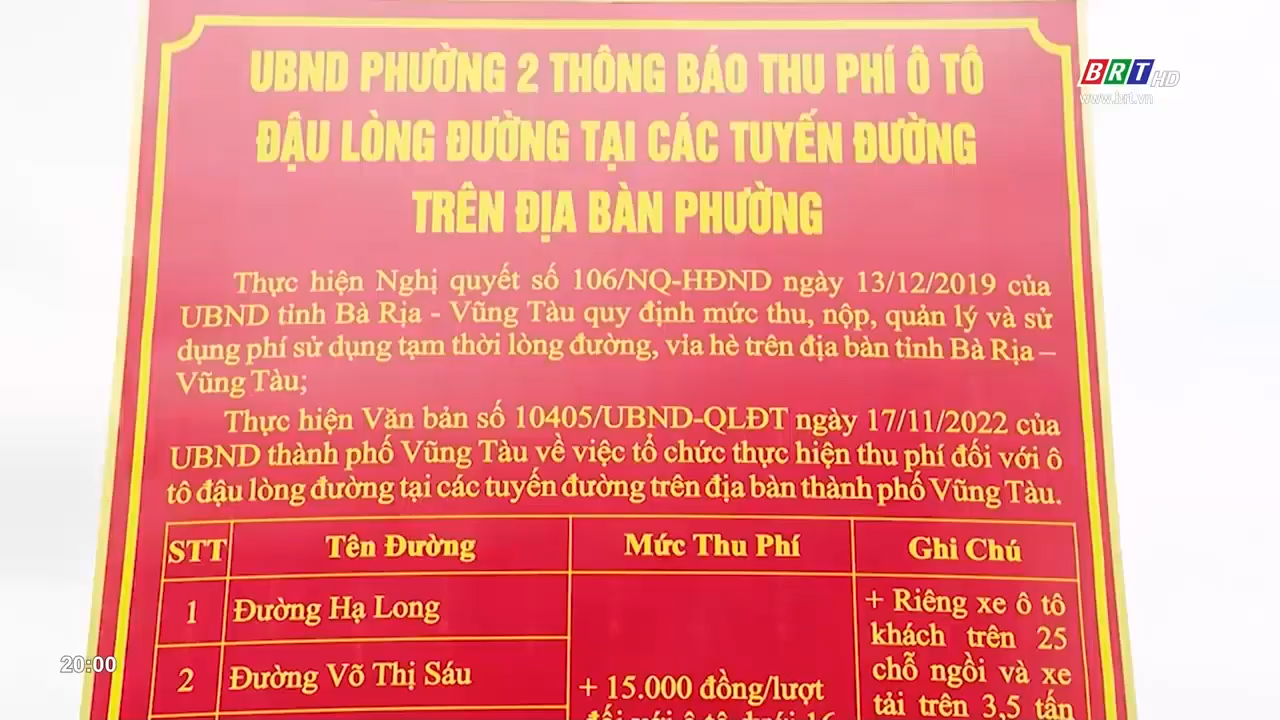 BRT HD
www.brt.vn
UBND PHƯỜNG 2 THÔNG BÁO THU PHÍ Ô TÔ
ĐẬU LÒNG ĐƯỜNG TẠI CÁC TUYẾN ĐƯỜNG
TRÊN ĐỊA BÀN PHƯỜNG
Thực hiện Nghị quyết số 106/NQ-HĐND ngày 13/12/2019 của
UBND tỉnh Bà Rịa - Vũng Tàu quy định mức thu, nộp, quản lý và sử
dụng phí sử dụng tạm thời lòng đường, vỉa hè trên địa bàn tỉnh Bà Rịa –
Vũng Tàu;
Thực hiện Văn bản số 10405/UBND-QLĐT ngày 17/11/2022 của
UBND thành phố Vũng Tàu về việc tổ chức thực hiện thu phí đối với ô
tô đậu lòng đường tại các tuyến đường trên địa bàn thành phố Vũng Tàu.
STT Tên Đường Mức Thu Phí Ghi Chú
1 Đường Hạ Long
2 Đường Võ Thị Sáu
+ 15.000 đồng/lượt
đối với ô tô dưới 16
+ Riêng xe ô tô
khách trên 25
chỗ ngồi và xe
tải trên 3,5 tấn
20:00